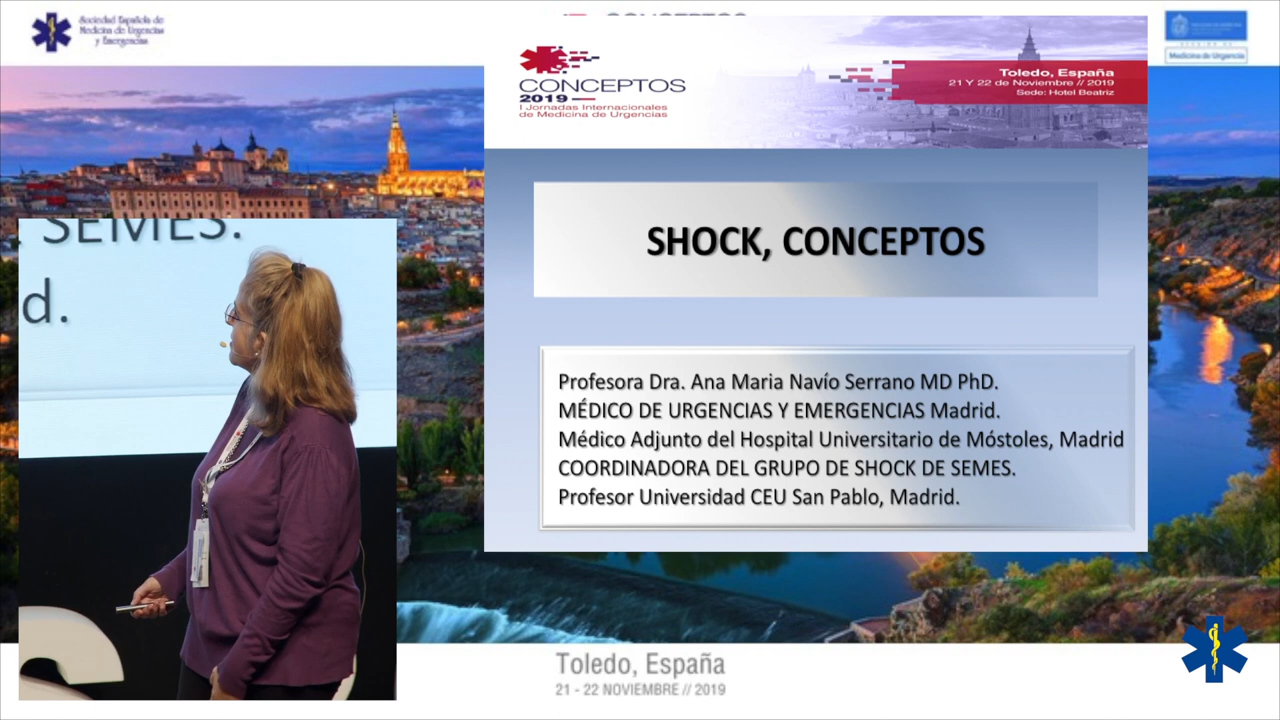 Sociedad Española de
Medicina de Urgencias
y Emergencias
CONCEPTOS
CONCEPTOS
2019
I Jornadas Internacionales
de Medicina de Urgencias
Toledo, España
21 Y 22 de Noviembre // 2019
Sede: Hotel Beatriz
Medicina de Urgencia
SHOCK, CONCEPTOS
. SEMES.
d.
Profesora Dra. Ana Maria Navío Serrano MD PhD.
MÉDICO DE URGENCIAS Y EMERGENCIAS Madrid.
Médico Adjunto del Hospital Universitario de Móstoles, Madrid
COORDINADORA DEL GRUPO DE SHOCK DE SEMES.
Profesor Universidad CEU San Pablo, Madrid.
Toledo, España
21 - 22 NOVIEMBRE // 2019